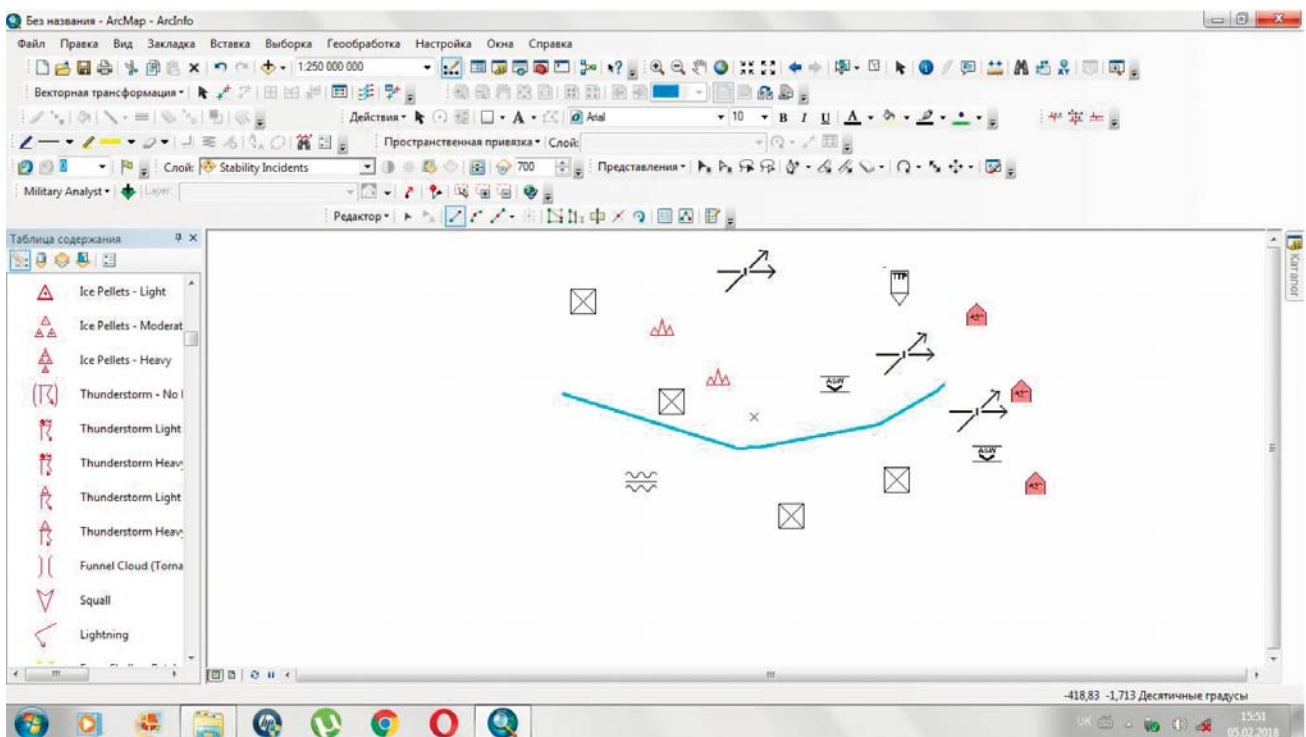 Без названия - ArcMap - ArcInfo
Файл Правка Вид Закладка Вставка Выборка Геообработка Настройка Окна Справка
1:250 000 000
Векторная трансформация
Действия A Arial 10 B I U A
Пространственная привязка Слой:
Слой: Stability Incidents 700 Представления
Military Analyst Layer:
Редактор
Таблица содержания
Каталог
Ice Pellets - Light
Ice Pellets - Moderat
Ice Pellets - Heavy
Thunderstorm - No
Thunderstorm Light
Thunderstorm Heavy
Thunderstorm Light
Thunderstorm Heavy
Funnel Cloud (Torna
Squall
Lightning
TTP
-418,83 -1,713 Десятичные градусы
UK
15:51
05.02.2018